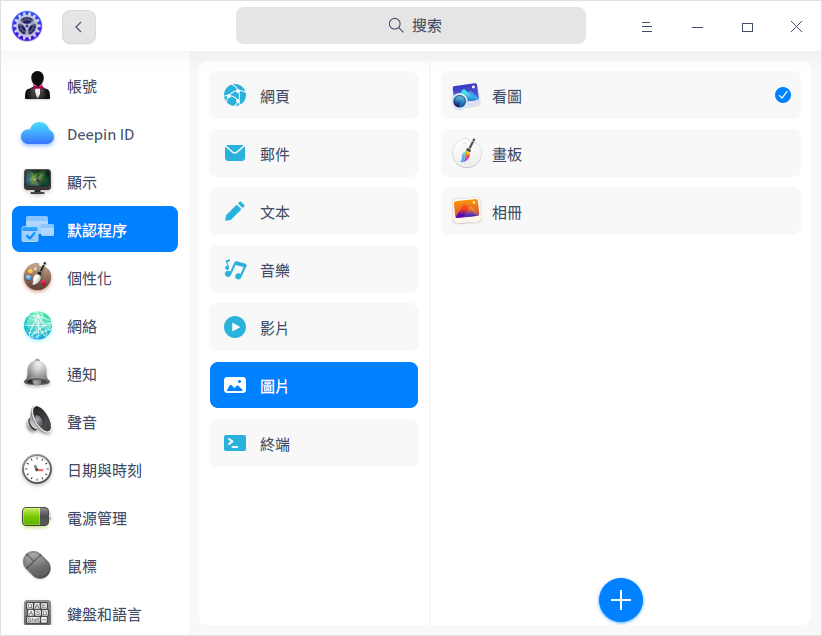 搜索
帳號
Deepin ID
顯示
默認程序
個性化
網絡
通知
聲音
日期與時刻
電源管理
鼠標
鍵盤和語言
網頁
郵件
文本
音樂
影片
圖片
終端
看圖
畫板
相冊